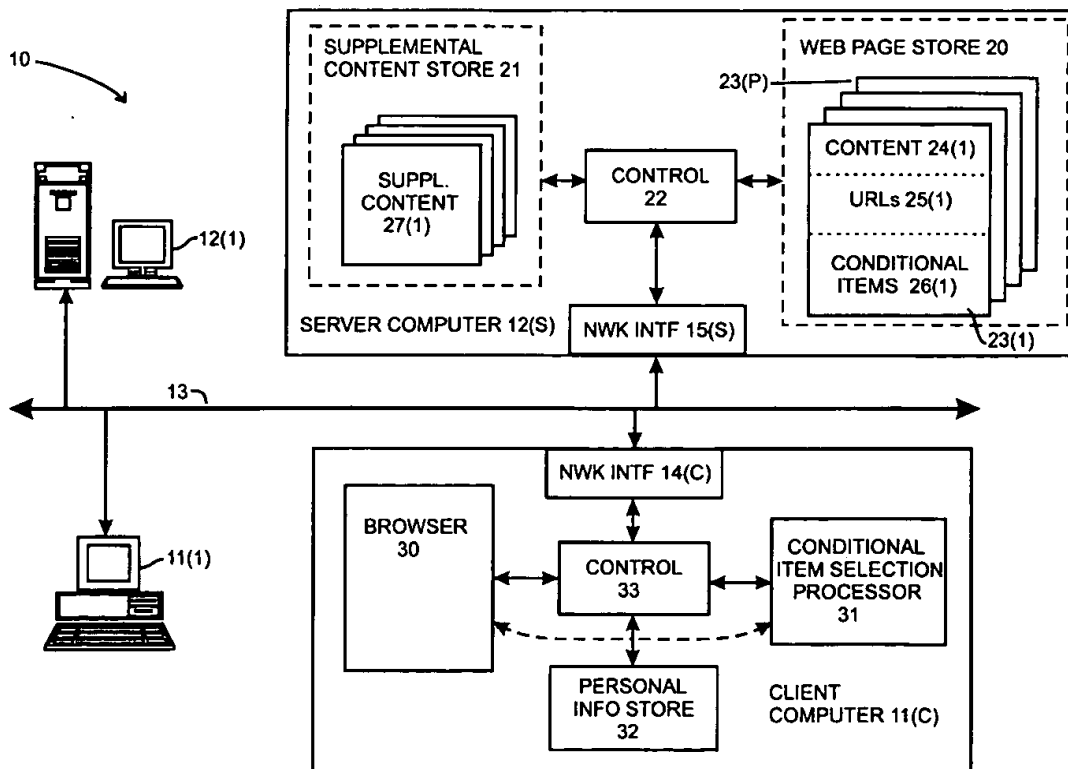 10
SUPPLEMENTAL
CONTENT STORE 21
SUPPL.
CONTENT
27(1)
CONTROL
22
WEB PAGE STORE 20
23(P)
CONTENT 24(1)
URLs 25(1)
CONDITIONAL
ITEMS 26(1)
23(1)
12(1)
SERVER COMPUTER 12(S)
NWK INTF 15(S)
13
NWK INTF 14(C)
BROWSER
30
CONTROL
33
CONDITIONAL
ITEM SELECTION
PROCESSOR
31
11(1)
PERSONAL
INFO STORE
32
CLIENT
COMPUTER 11(C)